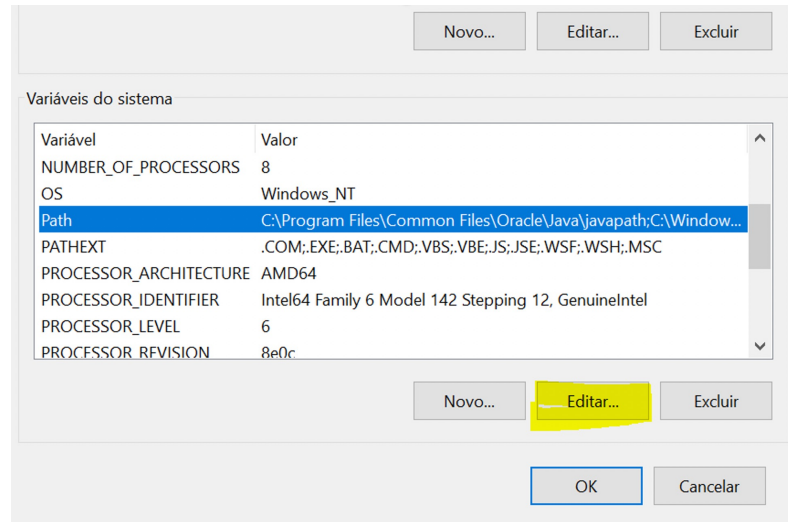 Novo... Editar... Excluir
Variáveis do sistema
Variável Valor
NUMBER_OF_PROCESSORS 8
OS Windows_NT
Path C:\Program Files\Common Files\Oracle\Java\javapath;C:\Window...
PATHEXT .COM;.EXE;.BAT;.CMD;.VBS;.VBE;.JS;.JSE;.WSF;.WSH;.MSC
PROCESSOR_ARCHITECTURE AMD64
PROCESSOR_IDENTIFIER Intel64 Family 6 Model 142 Stepping 12, GenuineIntel
PROCESSOR_LEVEL 6
PROCESSOR_REVISION 8e0c
Novo... Editar... Excluir
OK Cancelar